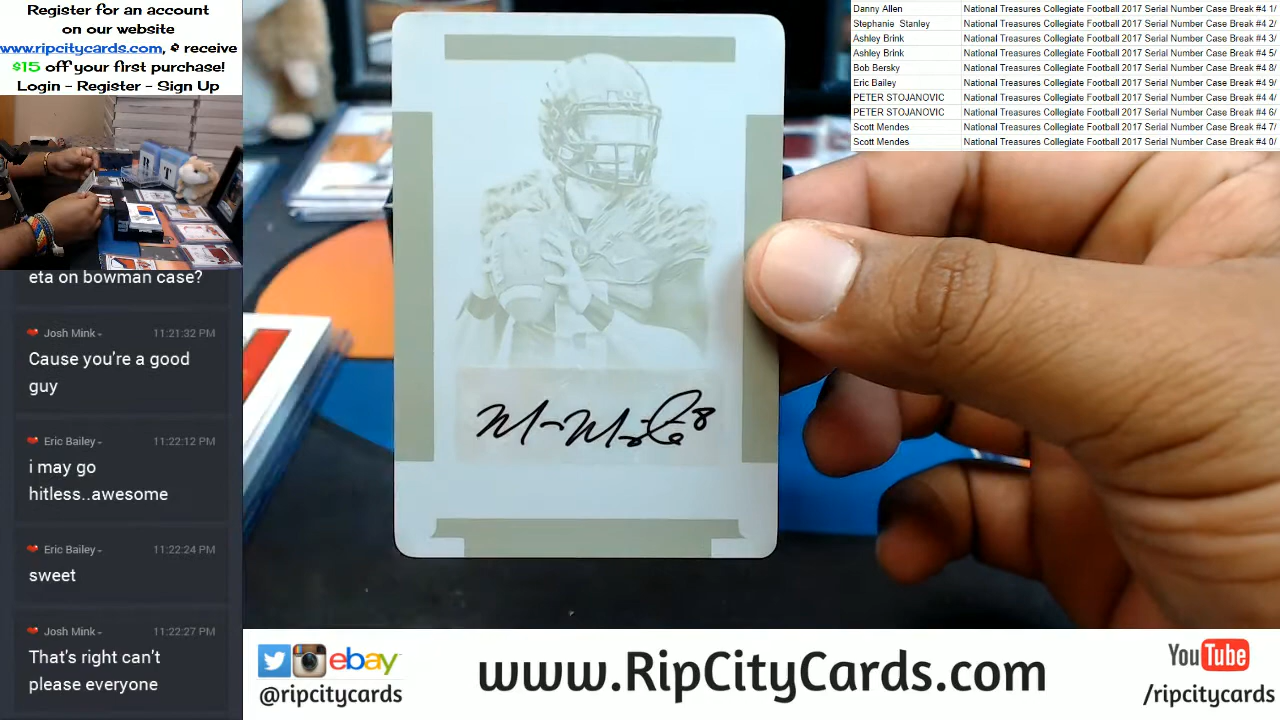 Register for an account
on our website
www.ripcitycards.com, & receive
$15 off your first purchase!
Login - Register - Sign Up
eta on bowman case?
Josh Mink 11:21:32 PM
Cause you're a good
guy
Eric Bailey 11:22:12 PM
i may go
hitless..awesome
Eric Bailey 11:22:24 PM
sweet
Josh Mink 11:22:27 PM
That's right can't
please everyone
Danny Allen National Treasures Collegiate Football 2017 Serial Number Case Break #4 1/
Stephanie Stanley National Treasures Collegiate Football 2017 Serial Number Case Break #4 2/
Ashley Brink National Treasures Collegiate Football 2017 Serial Number Case Break #4 3/
Ashley Brink National Treasures Collegiate Football 2017 Serial Number Case Break #4 5/
Bob Bersky National Treasures Collegiate Football 2017 Serial Number Case Break #4 8/
Eric Bailey National Treasures Collegiate Football 2017 Serial Number Case Break #4 9/
PETER STOJANOVIC National Treasures Collegiate Football 2017 Serial Number Case Break #4 4/
PETER STOJANOVIC National Treasures Collegiate Football 2017 Serial Number Case Break #4 6/
Scott Mendes National Treasures Collegiate Football 2017 Serial Number Case Break #4 7/
Scott Mendes National Treasures Collegiate Football 2017 Serial Number Case Break #4 0/
8
ebay
@ripcitycards
www.RipCityCards.com
YouTube
/ripcitycards